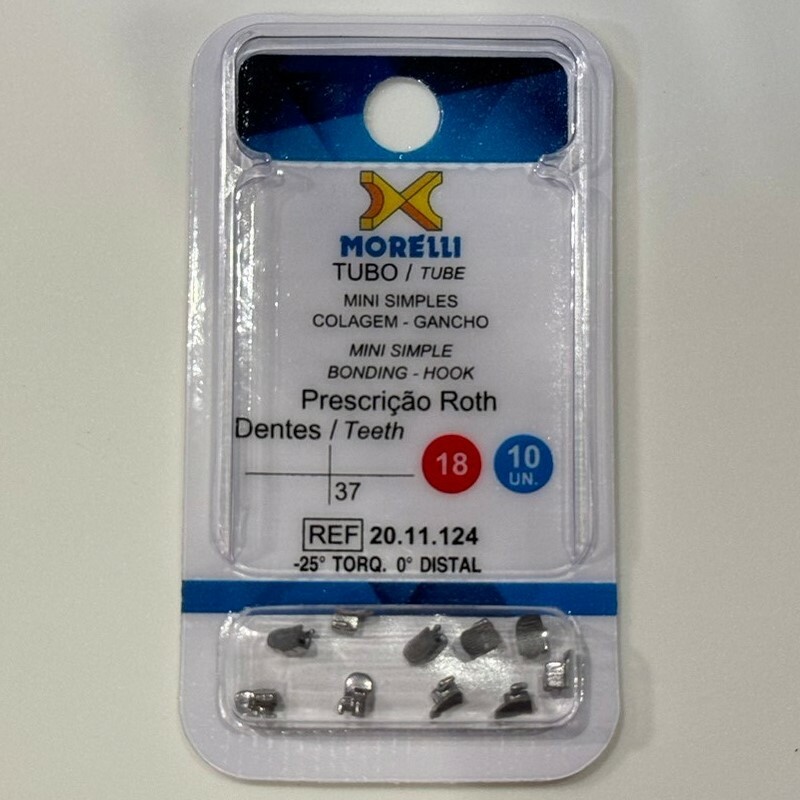 MORELLI
TUBO / TUBE
MINI SIMPLES
COLAGEM - GANCHO
MINI SIMPLE
BONDING - HOOK
Prescrição Roth
Dentes / Teeth
18
10
UN.
37
REF 20.11.124
-25° TORQ. 0° DISTAL